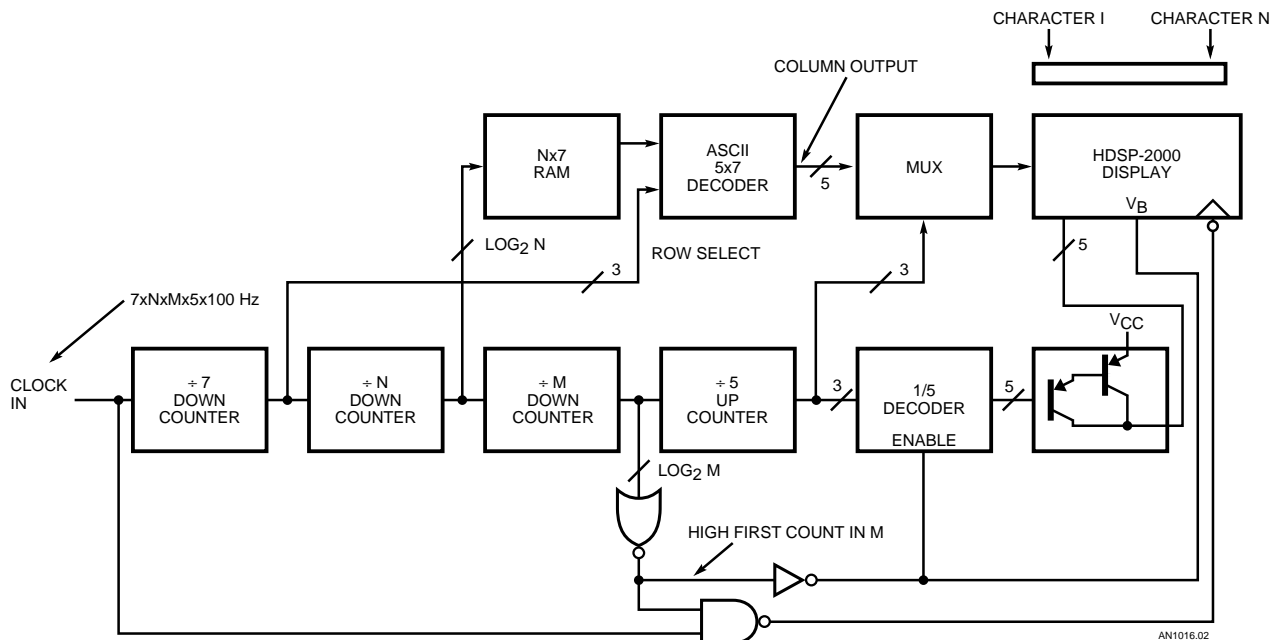 CHARACTER I
CHARACTER N
COLUMN OUTPUT
Nx7
RAM
ASCII
5x7
DECODER
5
MUX
HDSP-2000
DISPLAY
VB
LOG2 N
3
ROW SELECT
3
5
7xNxMx5x100 Hz
VCC
CLOCK
IN
÷ 7
DOWN
COUNTER
÷ N
DOWN
COUNTER
÷ M
DOWN
COUNTER
÷ 5
UP
COUNTER
3
1/5
DECODER
ENABLE
5
LOG2 M
HIGH FIRST COUNT IN M
AN1016.02